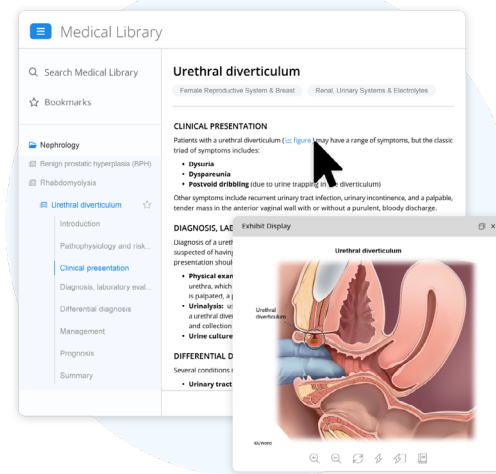 Medical Library
Search Medical Library
Bookmarks
Nephrology
Benign prostatic hyperplasia (BPH)
Rhabdomyolysis
Urethral diverticulum
Introduction
Pathophysiology and risk...
Clinical presentation
Diagnosis, laboratory eval...
Differential diagnosis
Management
Prognosis
Summary
Urethral diverticulum
Female Reproductive System & Breast
Renal, Urinary Systems & Electrolytes
CLINICAL PRESENTATION
Patients with a urethral diverticulum (figure) may have a range of symptoms, but the classic
triad of symptoms includes:
• Dysuria
• Dyspareunia
• Postvoid dribbling (due to urine trapping in the diverticulum)
Other symptoms include recurrent urinary tract infection, urinary incontinence, and a palpable,
tender mass in the anterior vaginal wall with or without a purulent, bloody discharge.
DIAGNOSIS, LAB
Diagnosis of a ureth
suspected of having
presentation shoul
• Physical exam
urethra, which
is palpated, a p
• Urinalysis: us
a urethral diver
and collection
• Urine culture
DIFFERENTIAL D
Several conditions
• Urinary tract
Exhibit Display
Urethral diverticulum
Urethral
diverticulum
©UWorld